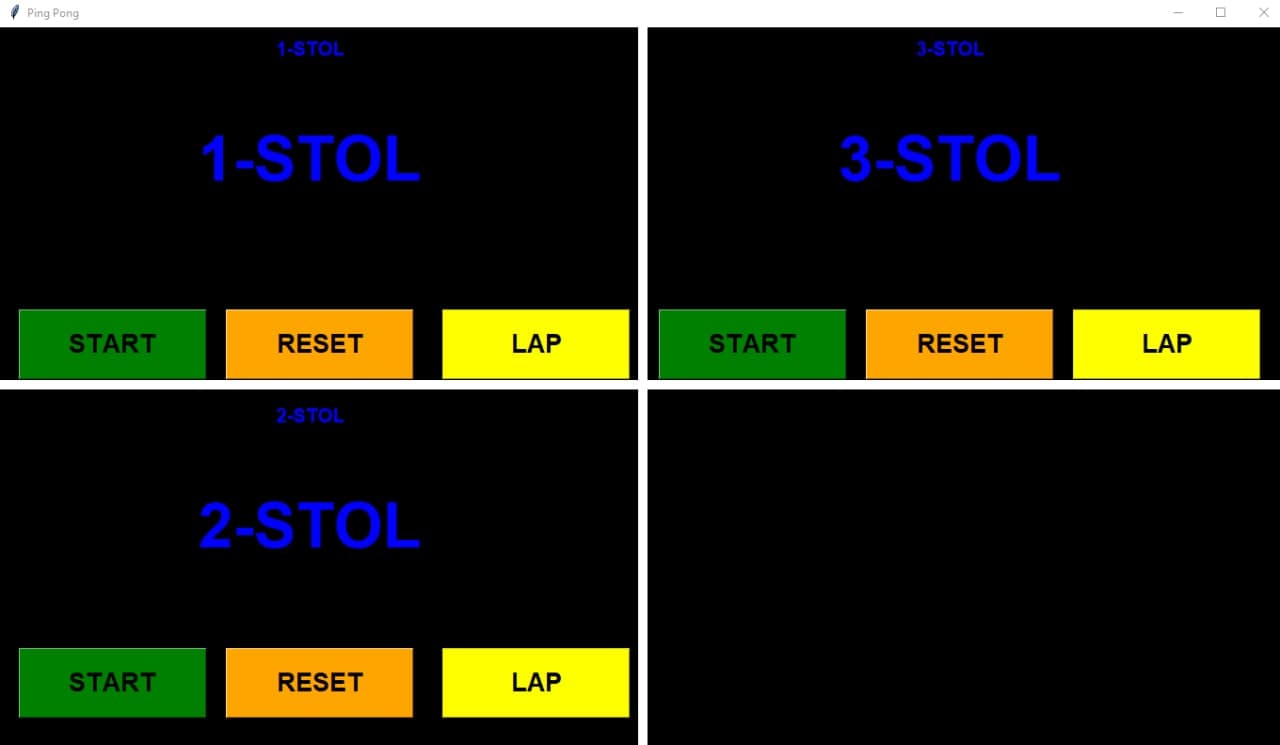 Ping Pong
1-STOL
1-STOL
START RESET LAP
3-STOL
3-STOL
START RESET LAP
2-STOL
2-STOL
START RESET LAP